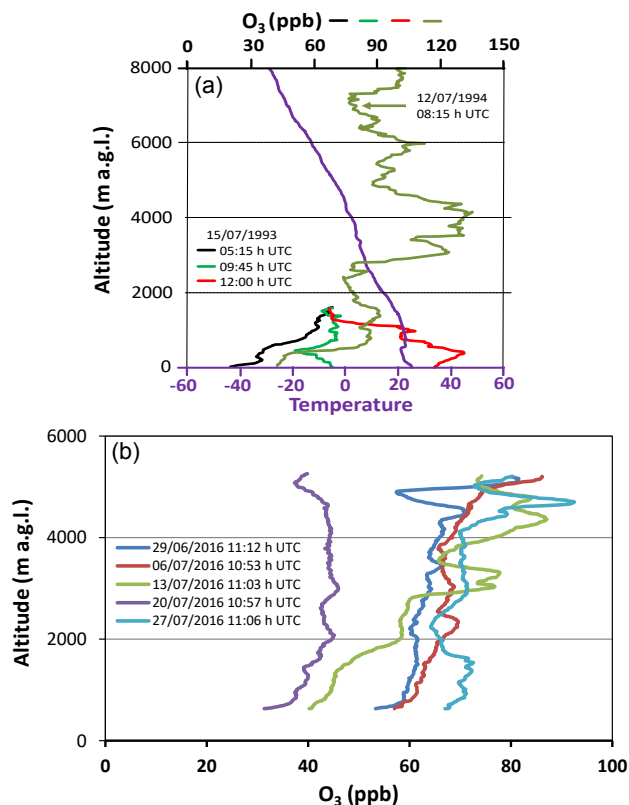 O3 (ppb)
30 60 90 120 150
(a)
8000
6000
4000
2000
0
Altitude (m a.g.l.)
12/07/1994
08:15 h UTC
15/07/1993
05:15 h UTC
09:45 h UTC
12:00 h UTC
-60 -40 -20 0 20 40 60
Temperature
(b)
6000
4000
2000
0
Altitude (m a.g.l.)
29/06/2016 11:12 h UTC
06/07/2016 10:53 h UTC
13/07/2016 11:03 h UTC
20/07/2016 10:57 h UTC
27/07/2016 11:06 h UTC
0 20 40 60 80 100
O3 (ppb)